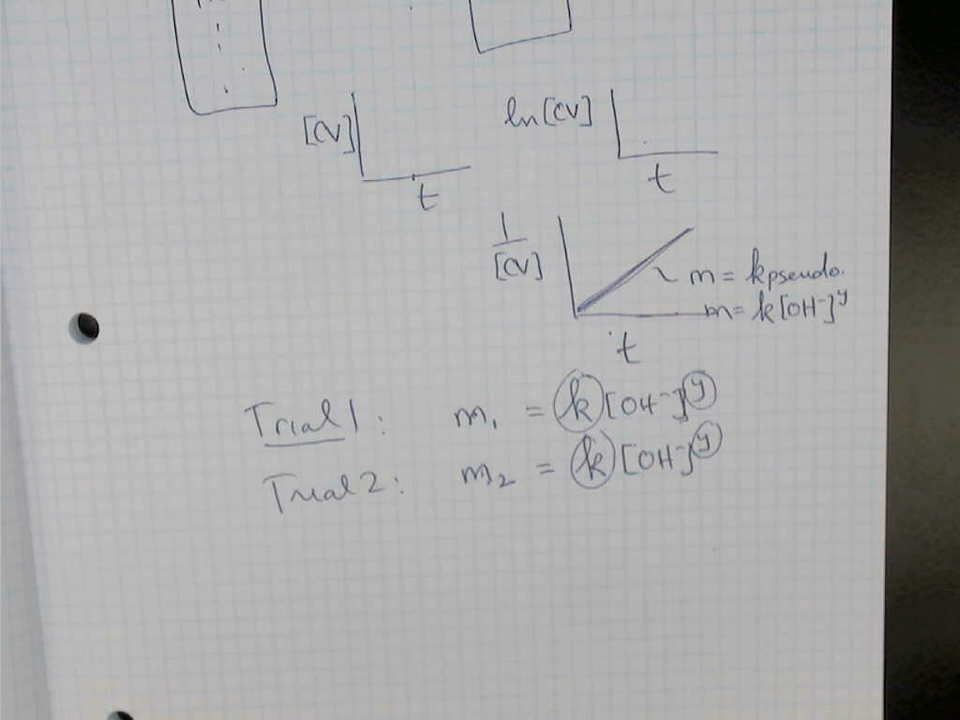 [CV]
t
ln[CV]
t
1
[CV]
m = kpseudo.
m = k[OH⁻]ʸ
t
Trial 1: m₁ = k[OH⁻]ʸ
Trial 2: m₂ = k[OH⁻]ʸ